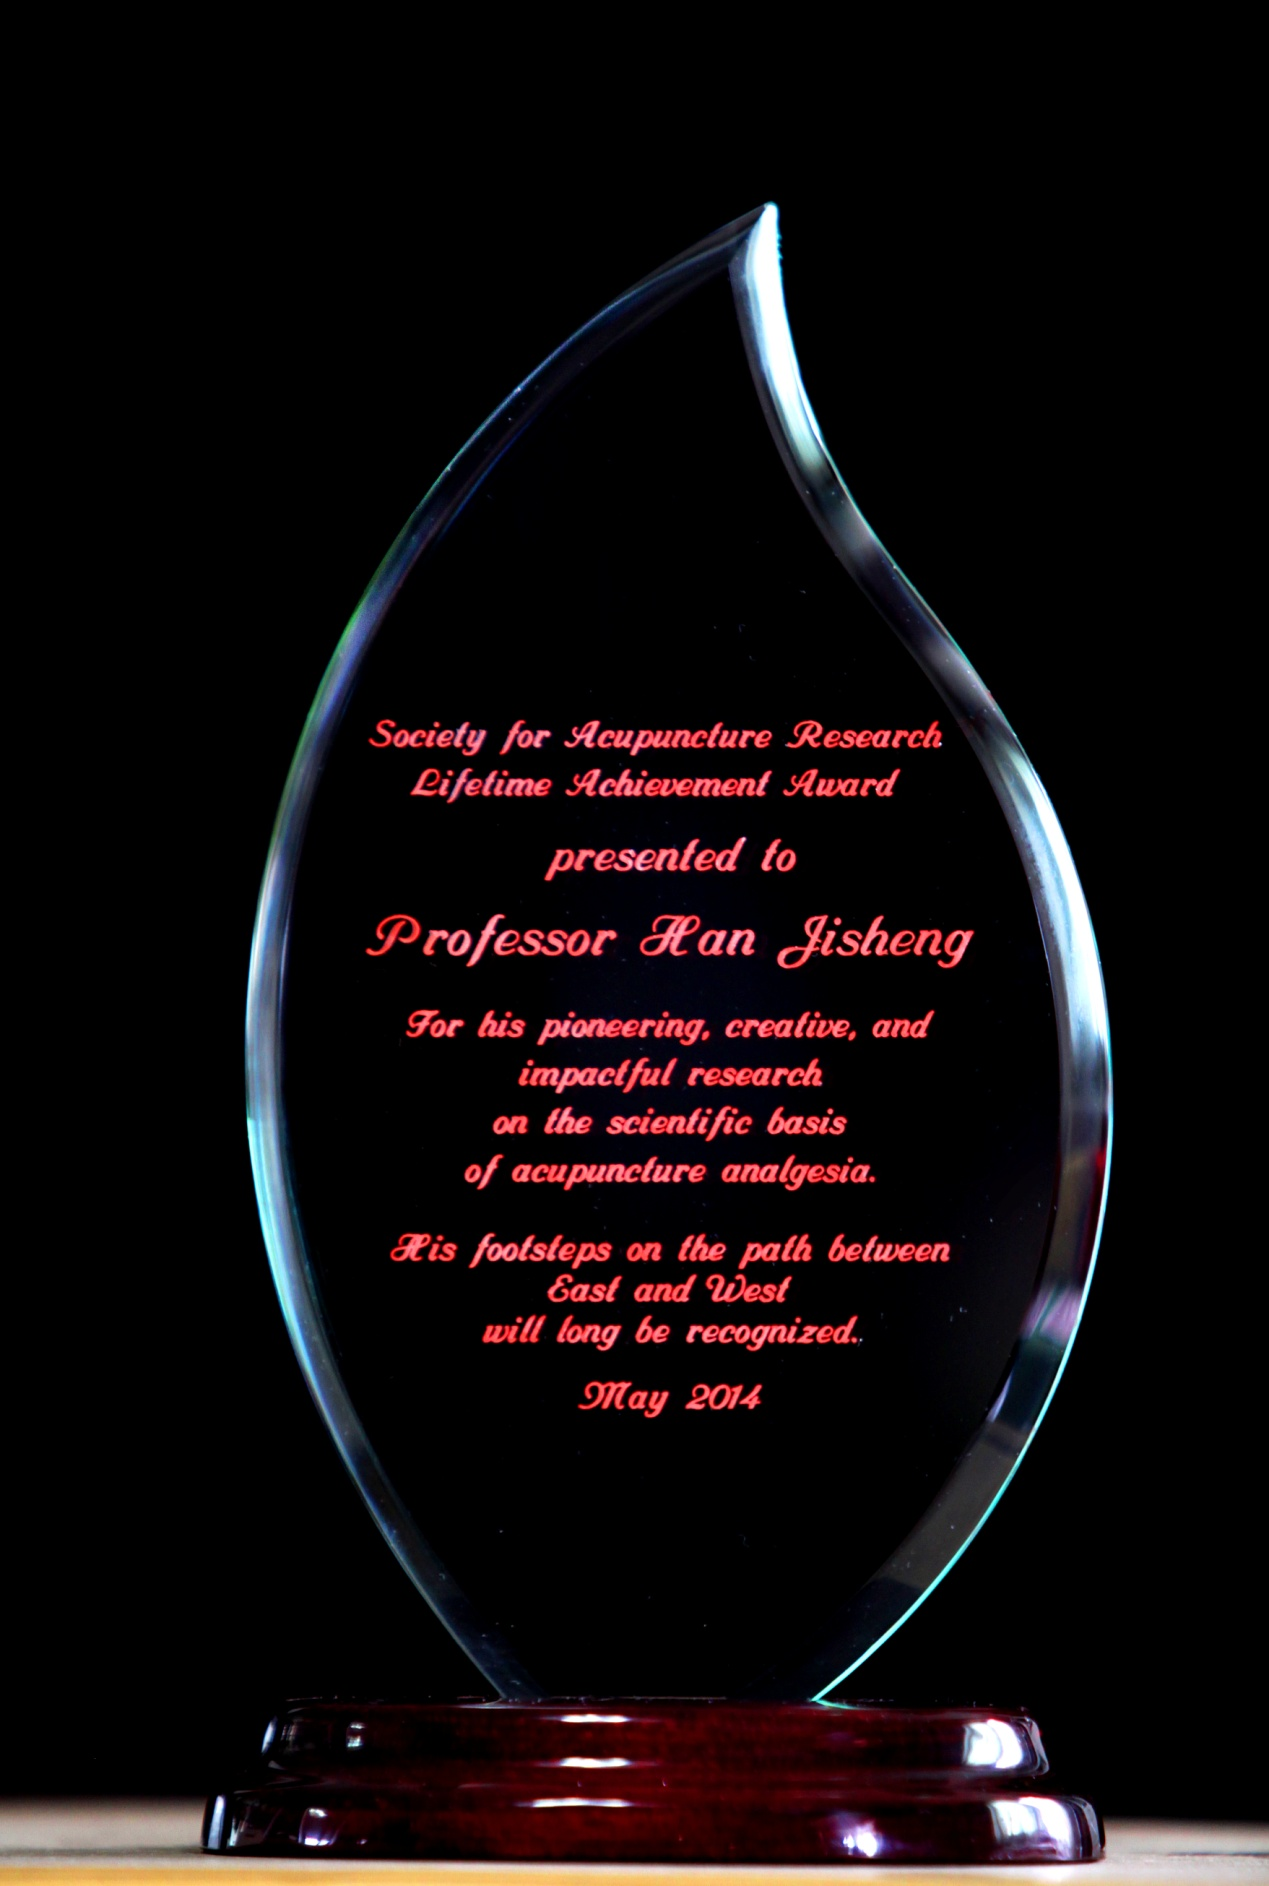 Society for Acupuncture Research
Lifetime Achievement Award
presented to
Professor Han Jisheng
For his pioneering, creative, and
impactful research
on the scientific basis
of acupuncture analgesia.
His footsteps on the path between
East and West
will long be recognized.
May 2014